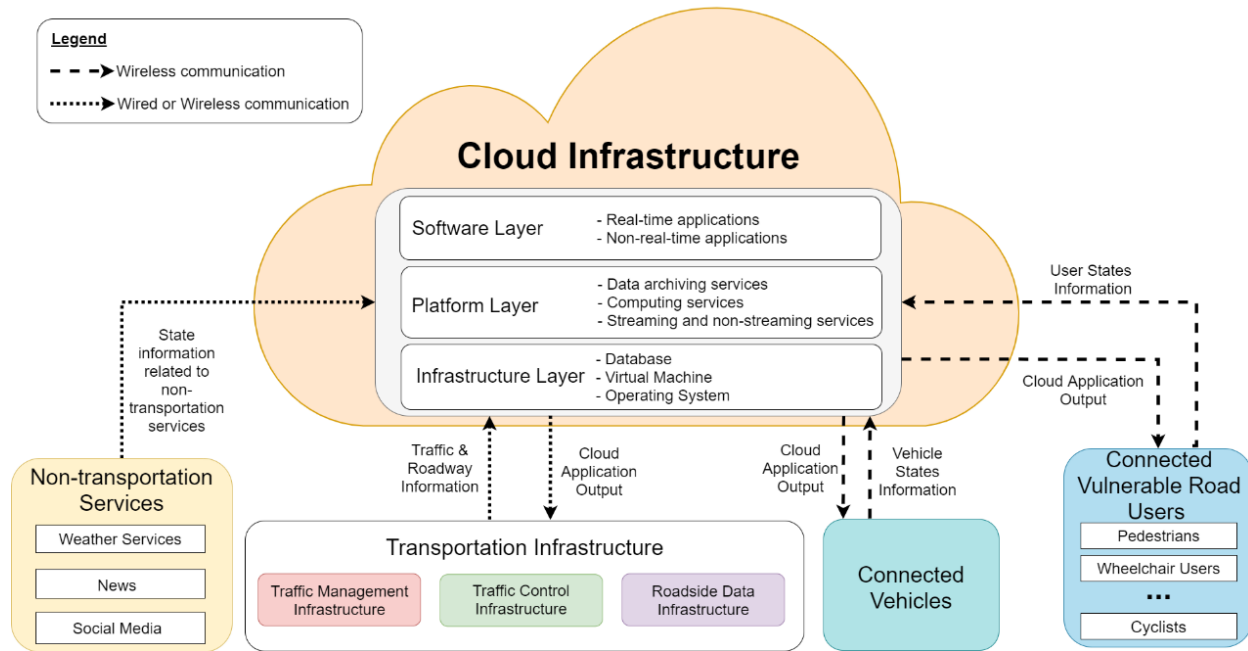 Legend
Wireless communication
Wired or Wireless communication
Cloud Infrastructure
Software Layer
- Real-time applications
- Non-real-time applications
Platform Layer
- Data archiving services
- Computing services
- Streaming and non-streaming services
Infrastructure Layer
- Database
- Virtual Machine
- Operating System
State
information
related to
non-
transportation
services
Traffic &
Roadway
Information
Cloud
Application
Output
Cloud
Application
Output
Vehicle
States
Information
User States
Information
Cloud Application
Output
Non-transportation
Services
Weather Services
News
Social Media
Transportation Infrastructure
Traffic Management
Infrastructure
Traffic Control
Infrastructure
Roadside Data
Infrastructure
Connected
Vehicles
Connected
Vulnerable Road
Users
Pedestrians
Wheelchair Users
...
Cyclists